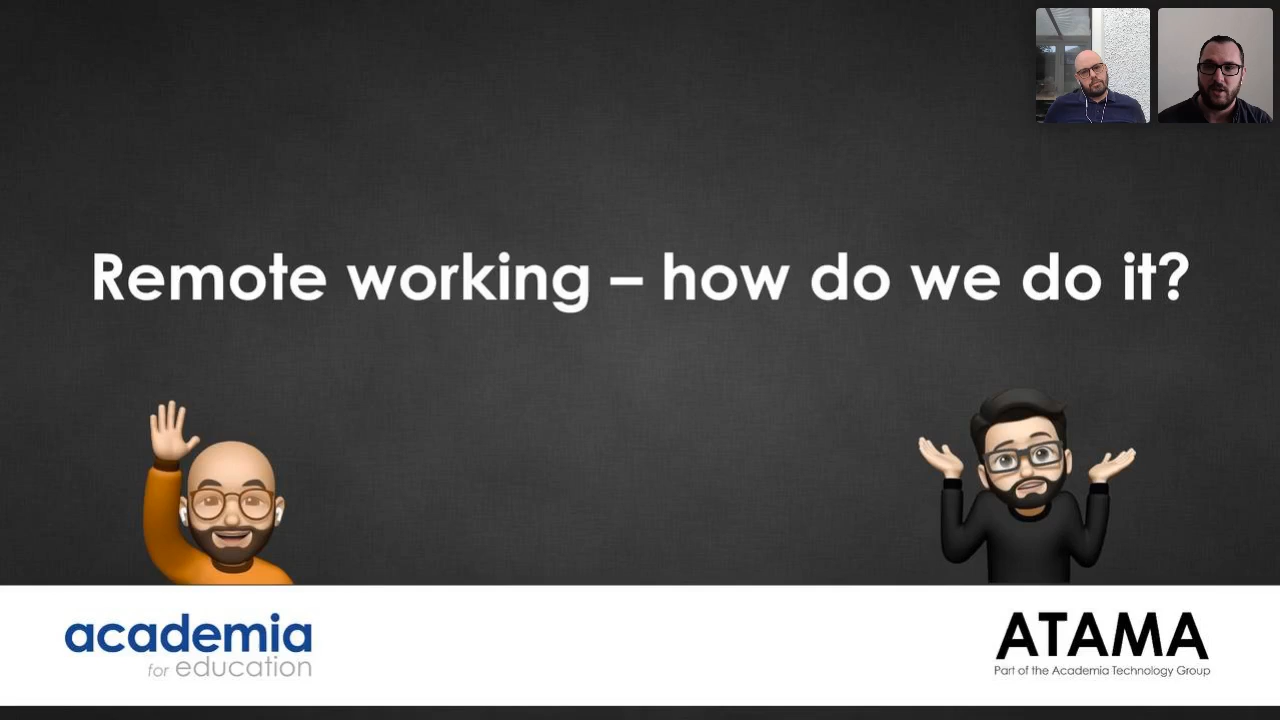 Remote working – how do we do it?
academia
for education
ATAMA
Part of the Academia Technology Group